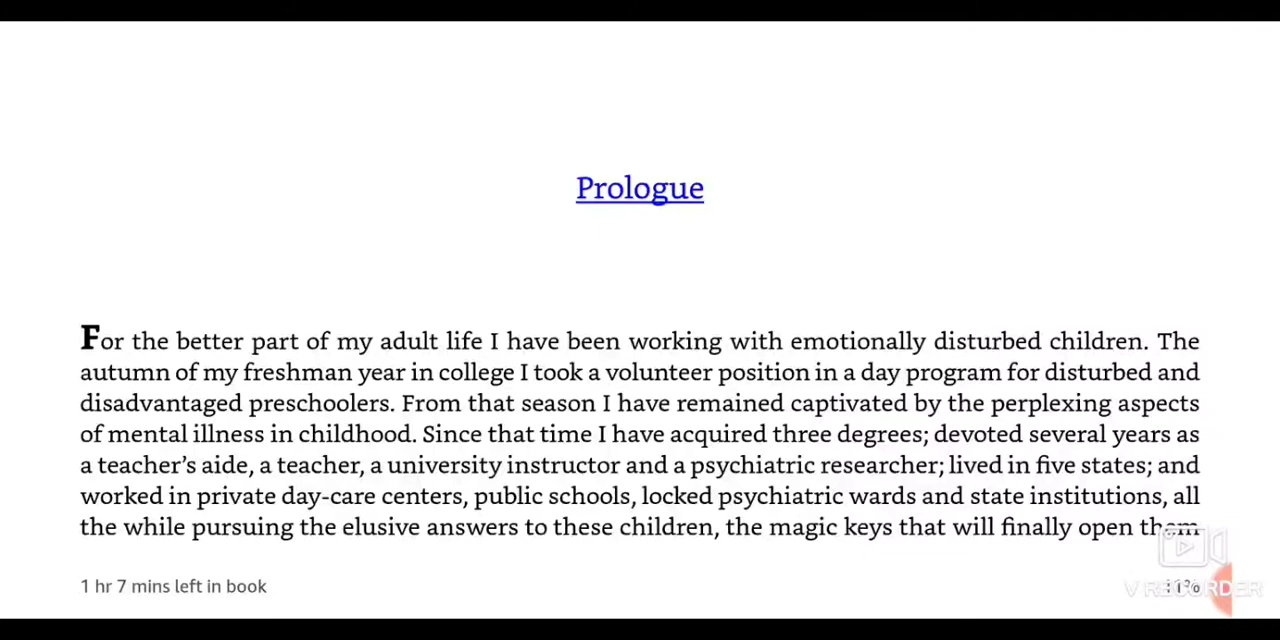 Prologue
For the better part of my adult life I have been working with emotionally disturbed children. The
autumn of my freshman year in college I took a volunteer position in a day program for disturbed and
disadvantaged preschoolers. From that season I have remained captivated by the perplexing aspects
of mental illness in childhood. Since that time I have acquired three degrees; devoted several years as
a teacher’s aide, a teacher, a university instructor and a psychiatric researcher; lived in five states; and
worked in private day-care centers, public schools, locked psychiatric wards and state institutions, all
the while pursuing the elusive answers to these children, the magic keys that will finally open them
1 hr 7 mins left in book
V RECORDER